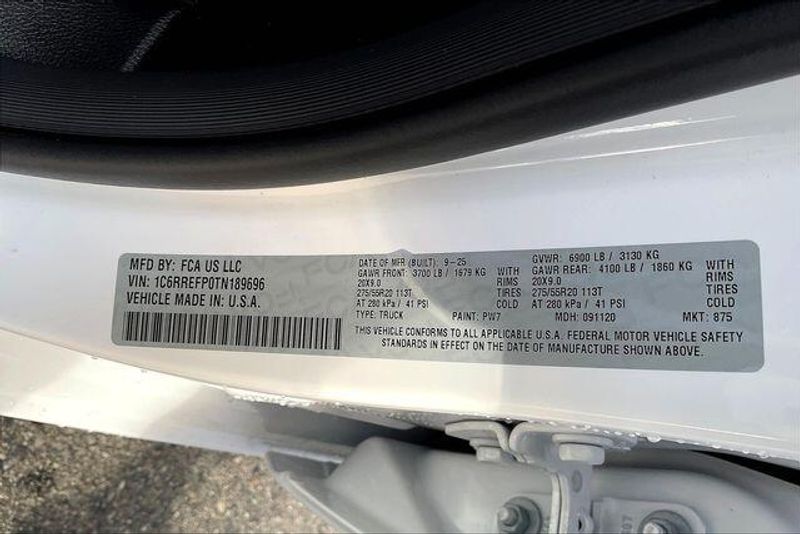 MFD BY: FCA US LLC
VIN: 1C6RREFP0TN189696
VEHICLE MADE IN: U.S.A.
DATE OF MFR (BUILT): 9-25
GAWR FRONT: 3700 LB / 1679 KG WITH
20X9.0 RIMS
275/55R20 113T TIRES
AT 280 kPa / 41 PSI COLD
TYPE: TRUCK PAINT: PW7
GVWR: 6900 LB / 3130 KG
GAWR REAR: 4100 LB / 1860 KG WITH
20X9.0 RIMS
275/55R20 113T TIRES
AT 280 kPa / 41 PSI COLD
MDH: 091120 MKT: 875
THIS VEHICLE CONFORMS TO ALL APPLICABLE U.S.A. FEDERAL MOTOR VEHICLE SAFETY
STANDARDS IN EFFECT ON THE DATE OF MANUFACTURE SHOWN ABOVE.